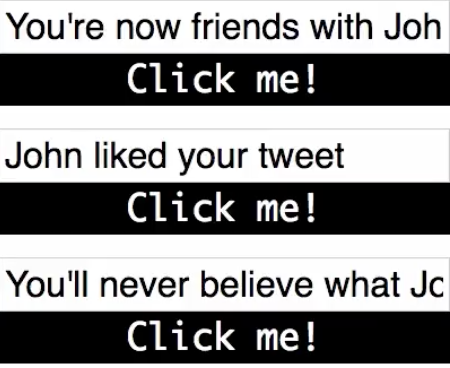 You're now friends with Joh
Click me!
John liked your tweet
Click me!
You'll never believe what Jo
Click me!